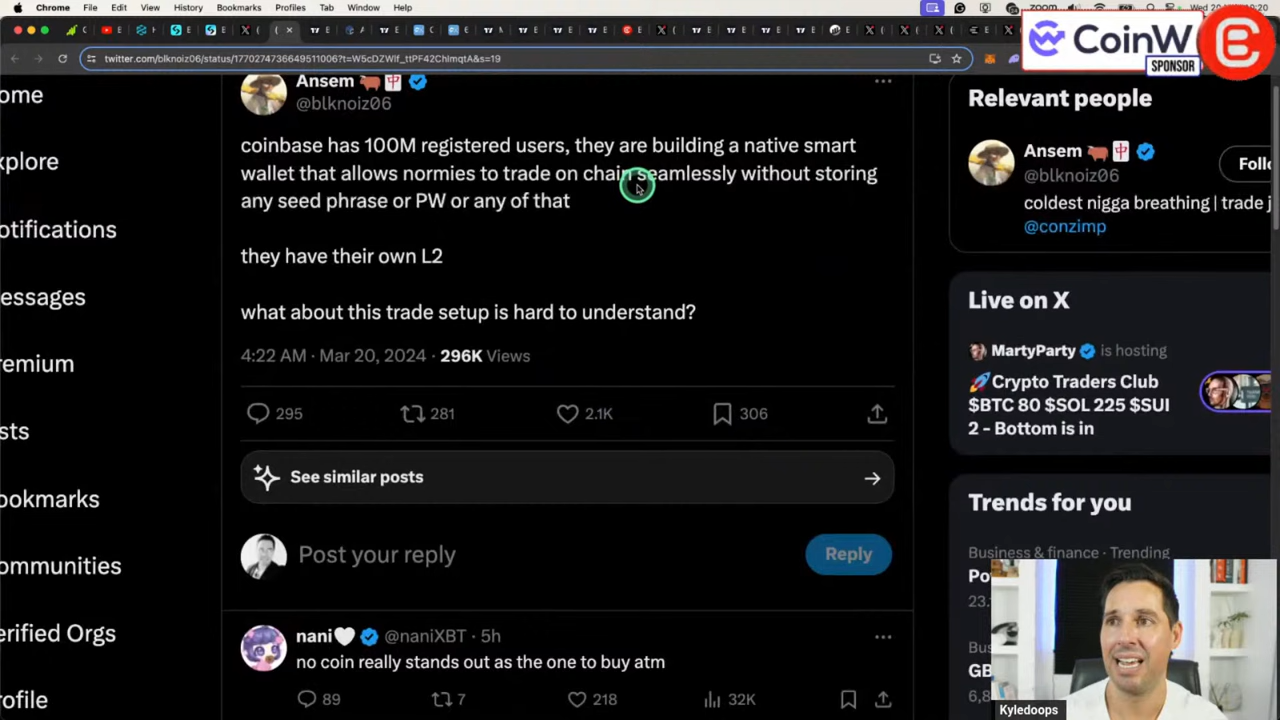 Chrome File Edit View History Bookmarks Profiles Tab Window Help
CoinW
SPONSOR
twitter.com/blknoiz06/status/1770274736649511006?t=W5cDZWlf_ttPF42ChlmqtA&s=19
Ansem
@blknoiz06
coinbase has 100M registered users, they are building a native smart
wallet that allows normies to trade on chain seamlessly without storing
any seed phrase or PW or any of that
they have their own L2
what about this trade setup is hard to understand?
4:22 AM · Mar 20, 2024 · 296K Views
295 281 2.1K 306
See similar posts
Post your reply
Reply
nani @naniXBT · 5h
no coin really stands out as the one to buy atm
89 7 218 32K
ome
xplore
otifications
essages
remium
sts
ookmarks
ommunities
erified Orgs
rofile
Relevant people
Ansem
@blknoiz06
Follo
coldest nigga breathing | trade j
@conzimp
Live on X
MartyParty is hosting
Crypto Traders Club
$BTC 80 $SOL 225 $SUI
2 - Bottom is in
Trends for you
Business & finance · Trending
Po
23.
Bus
GB
Kyledoops